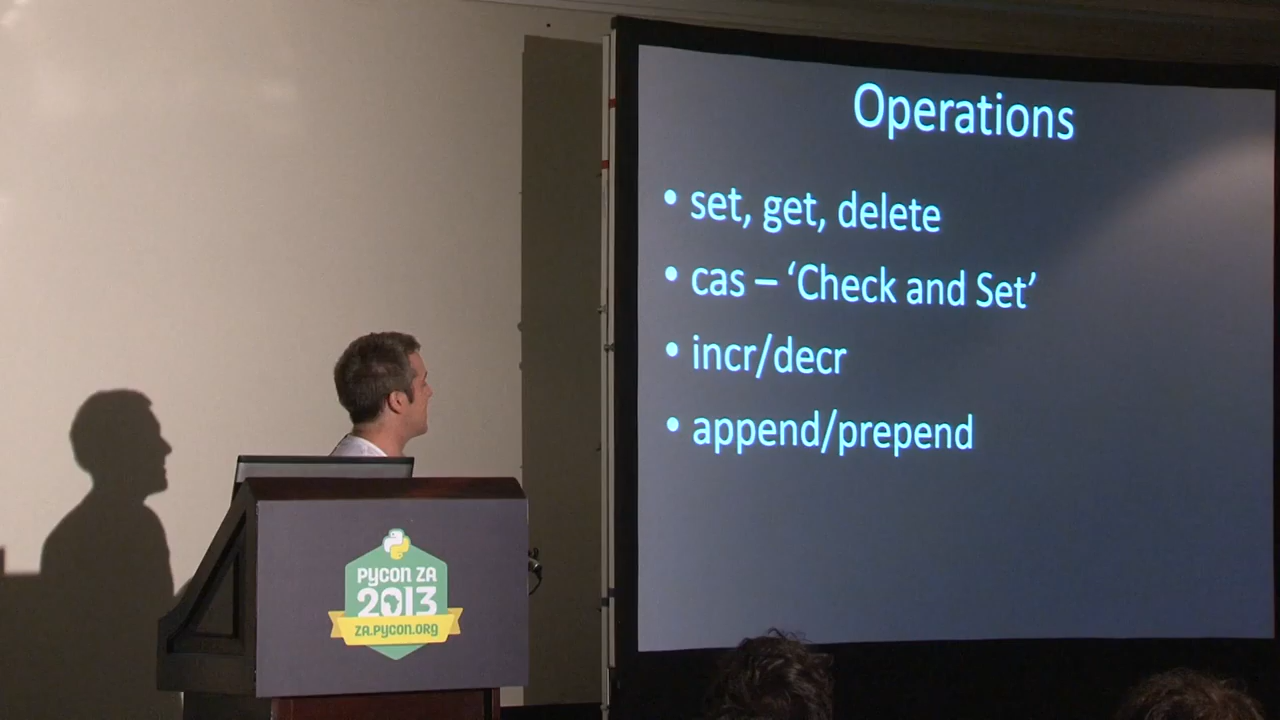 Operations
• set, get, delete
• cas – ‘Check and Set’
• incr/decr
• append/prepend
PYCON ZA
2013
ZA.PYCON.ORG